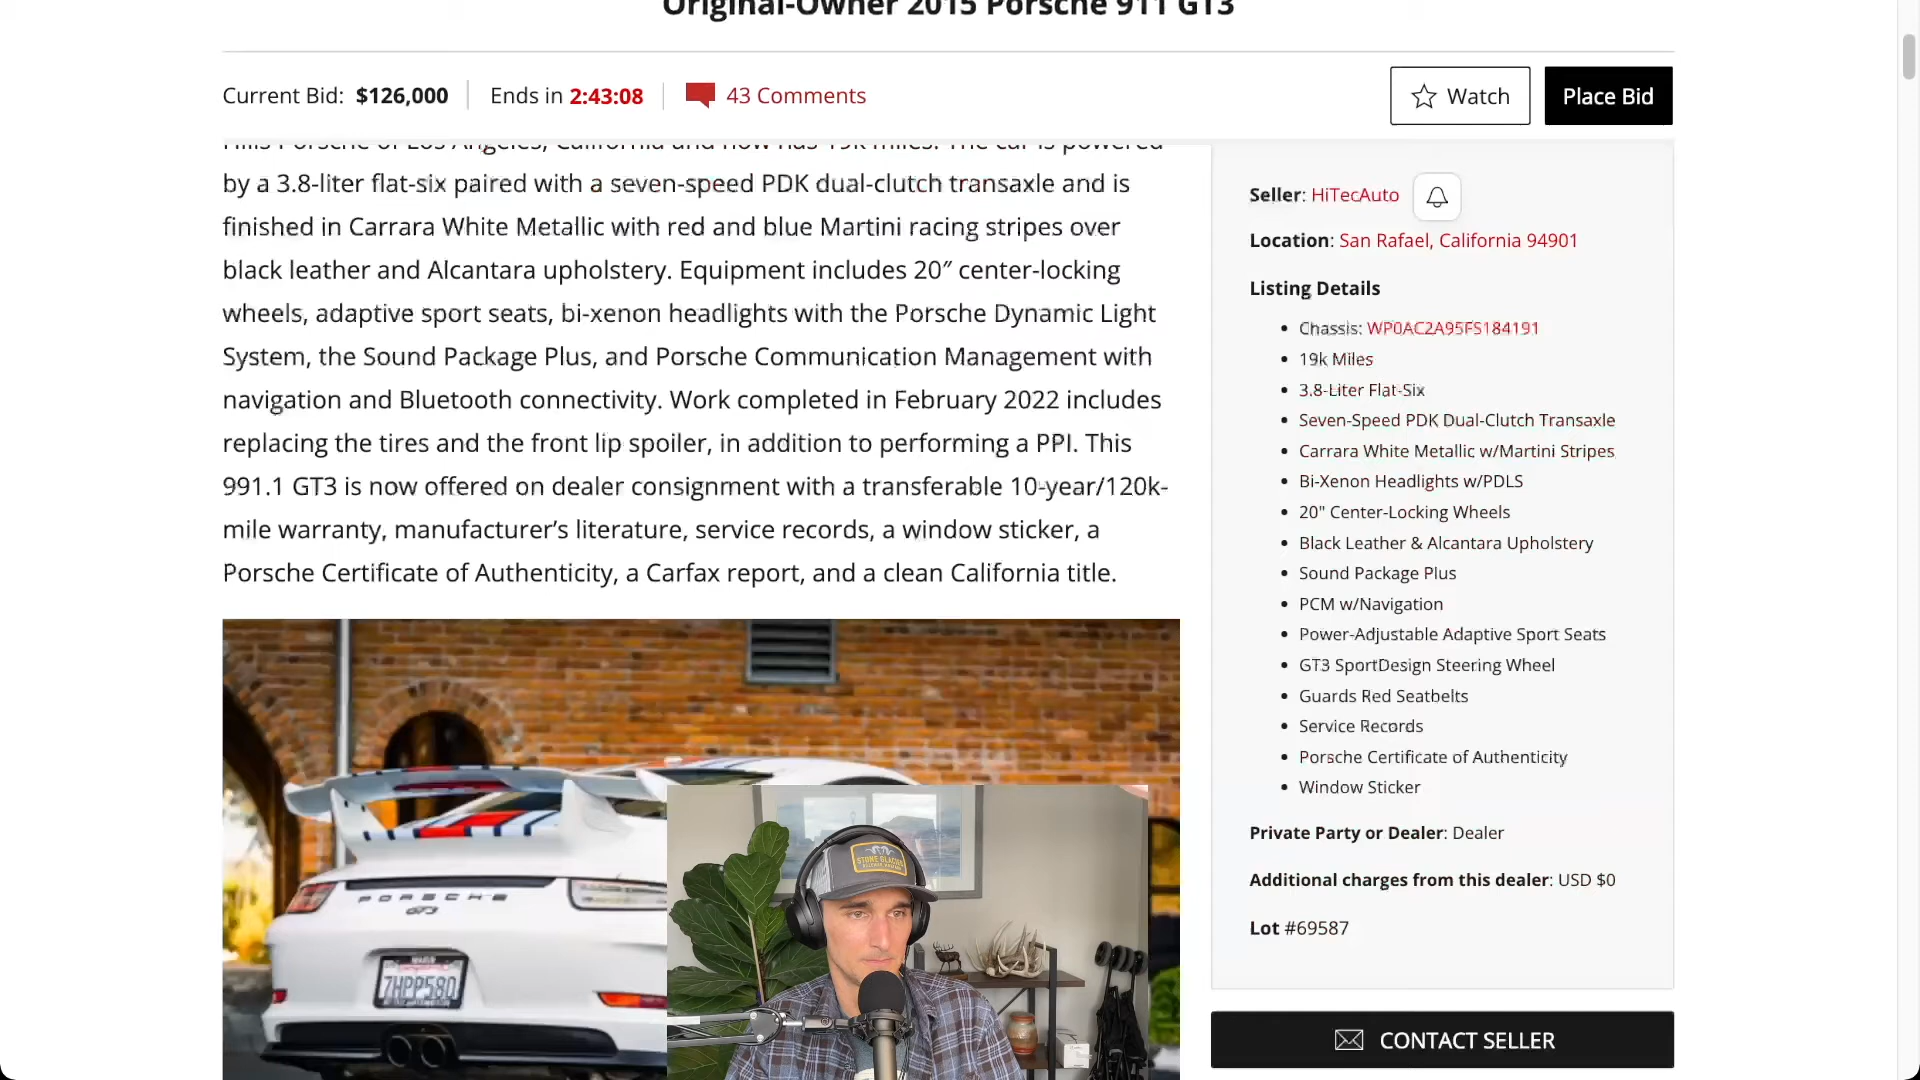 Original-Owner 2015 Porsche 911 GT3
Current Bid: $126,000
Ends in 2:43:08
43 Comments
Watch
Place Bid
Hills Porsche of Los Angeles, California and now has 19k miles. The car is powered
by a 3.8-liter flat-six paired with a seven-speed PDK dual-clutch transaxle and is
finished in Carrara White Metallic with red and blue Martini racing stripes over
black leather and Alcantara upholstery. Equipment includes 20″ center-locking
wheels, adaptive sport seats, bi-xenon headlights with the Porsche Dynamic Light
System, the Sound Package Plus, and Porsche Communication Management with
navigation and Bluetooth connectivity. Work completed in February 2022 includes
replacing the tires and the front lip spoiler, in addition to performing a PPI. This
991.1 GT3 is now offered on dealer consignment with a transferable 10-year/120k-
mile warranty, manufacturer’s literature, service records, a window sticker, a
Porsche Certificate of Authenticity, a Carfax report, and a clean California title.
Seller: HiTecAuto
Location: San Rafael, California 94901
Listing Details
Chassis: WP0AC2A95FS184191
19k Miles
3.8-Liter Flat-Six
Seven-Speed PDK Dual-Clutch Transaxle
Carrara White Metallic w/Martini Stripes
Bi-Xenon Headlights w/PDLS
20" Center-Locking Wheels
Black Leather & Alcantara Upholstery
Sound Package Plus
PCM w/Navigation
Power-Adjustable Adaptive Sport Seats
GT3 SportDesign Steering Wheel
Guards Red Seatbelts
Service Records
Porsche Certificate of Authenticity
Window Sticker
Private Party or Dealer: Dealer
Additional charges from this dealer: USD $0
Lot #69587
CONTACT SELLER
PORSCHE
GT3
7HPP580
STONE GLACIER